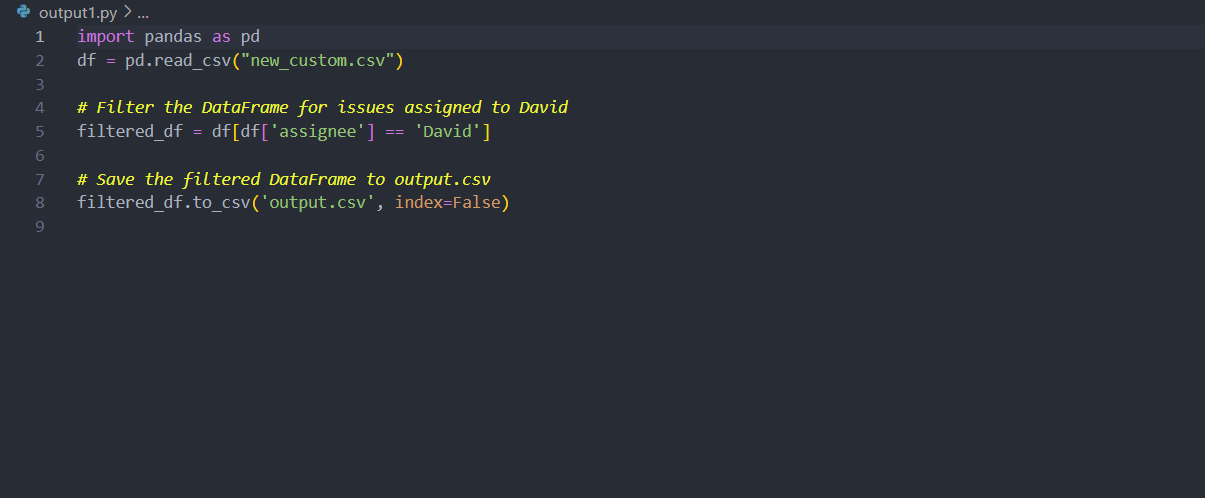 output1.py > ...
1 import pandas as pd
2 df = pd.read_csv("new_custom.csv")
3
4 # Filter the DataFrame for issues assigned to David
5 filtered_df = df[df['assignee'] == 'David']
6
7 # Save the filtered DataFrame to output.csv
8 filtered_df.to_csv('output.csv', index=False)
9